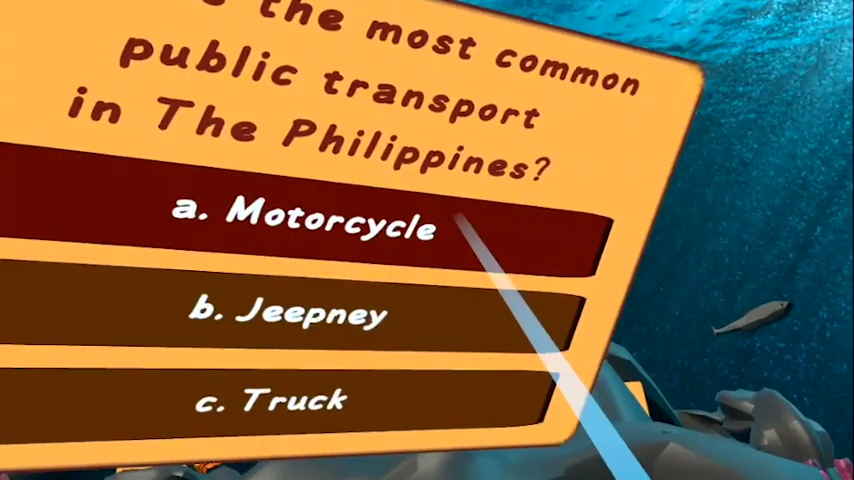 the most common
public transport
in The Philippines?
a. Motorcycle
b. Jeepney
c. Truck